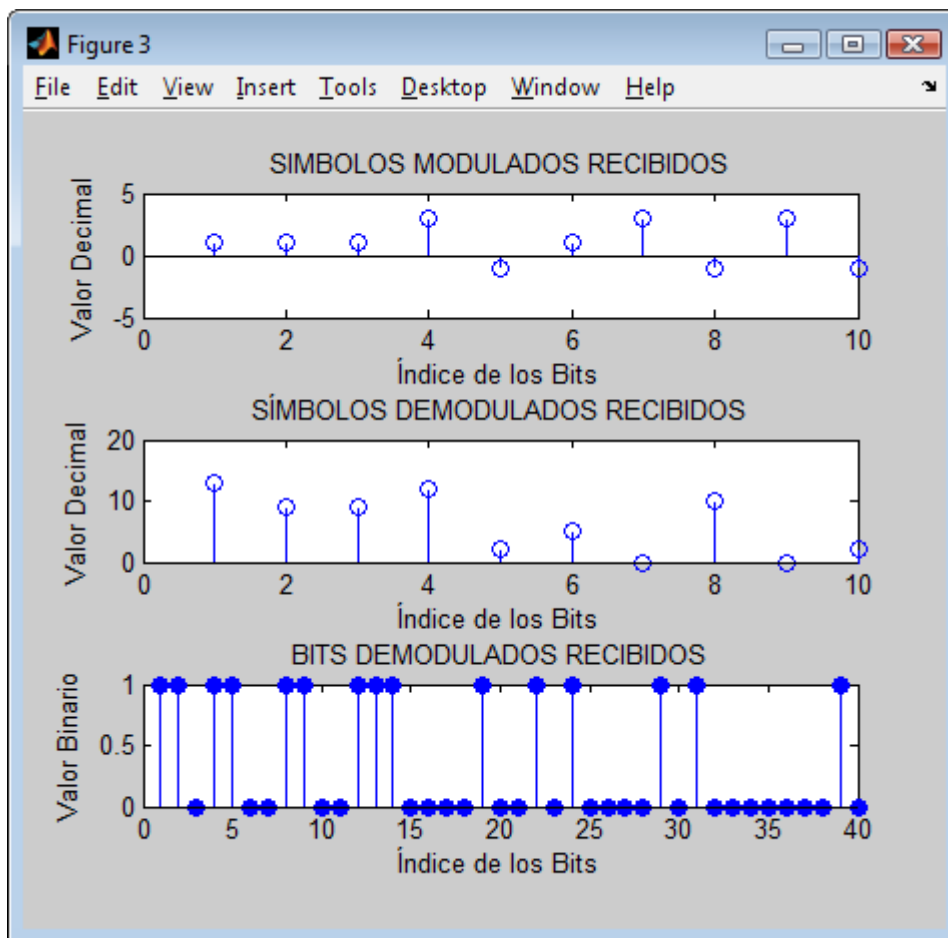 Figure 3
File Edit View Insert Tools Desktop Window Help
SIMBOLOS MODULADOS RECIBIDOS
Valor Decimal
5
0
-5
0 2 4 6 8 10
Índice de los Bits
SÍMBOLOS DEMODULADOS RECIBIDOS
Valor Decimal
20
10
0
0 2 4 6 8 10
Índice de los Bits
BITS DEMODULADOS RECIBIDOS
Valor Binario
1
0.5
0
0 5 10 15 20 25 30 35 40
Índice de los Bits